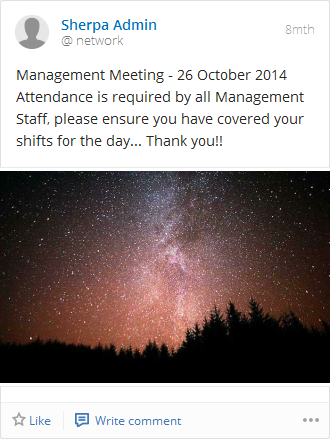 Sherpa Admin
8mth
@ network
Management Meeting - 26 October 2014
Attendance is required by all Management
Staff, please ensure you have covered your
shifts for the day... Thank you!!
Like
Write comment